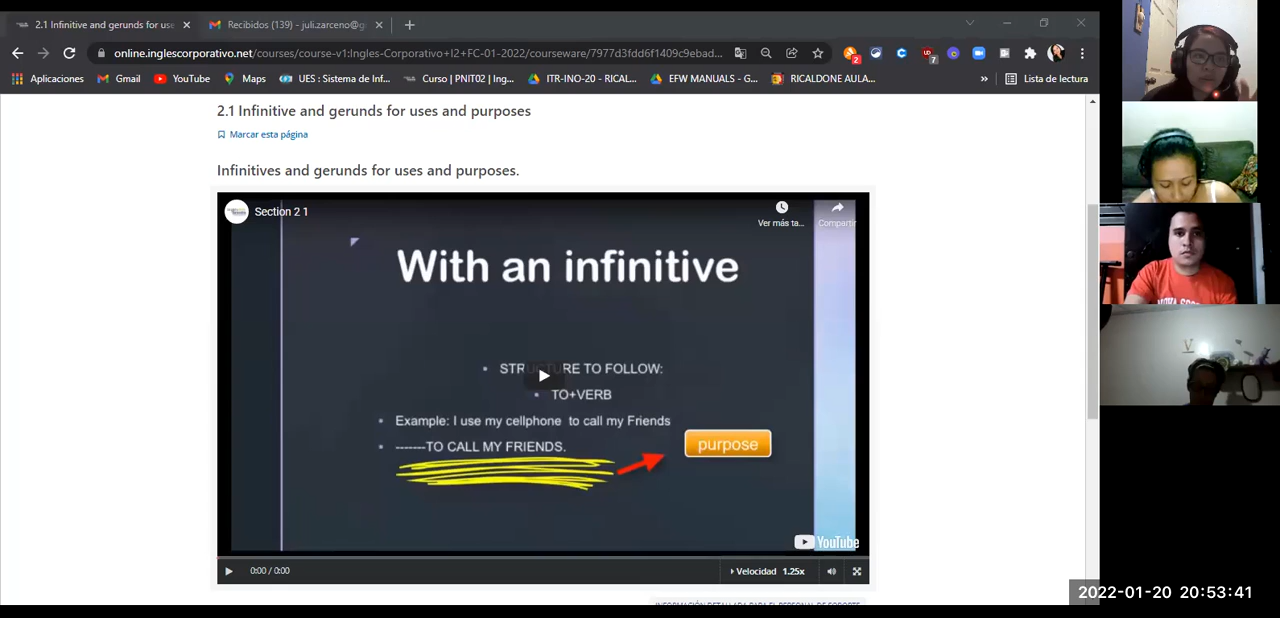 2.1 Infinitive and gerunds for use
Recibidos (139) - juli.zarceno@g
online.inglescorporativo.net/courses/course-v1:Ingles-Corporativo+I2+FC-01-2022/courseware/7977d3fdd6f1409c9ebad...
2
7
Aplicaciones
Gmail
YouTube
Maps
UES : Sistema de Inf...
Curso | PNIT02 | Ing...
ITR-INO-20 - RICAL...
EFW MANUALS - G...
RICALDONE AULA...
»
Lista de lectura
2.1 Infinitive and gerunds for uses and purposes
Marcar esta página
Infinitives and gerunds for uses and purposes.
Section 2 1
Ver más ta...
Compartir
With an infinitive
• STRUCTURE TO FOLLOW:
• TO+VERB
• Example: I use my cellphone to call my Friends
• -------TO CALL MY FRIENDS.
purpose
YouTube
0:00 / 0:00
Velocidad 1.25x
2022-01-20 20:53:41